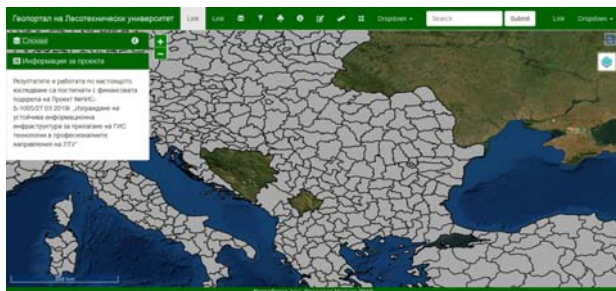 Геопортал на Лесотехнически университет Link Link Dropdown Search Submit Link Dropdown
Слоеве
Информация за проекта
Резултатите и работата по настоящото
изследване са постигнати с финансовата
подкрепа на Проект №НИС-
Б-1005/27.03.2019г. „Изграждане на
устойчива информационна
инфраструктура за прилагане на ГИС
технологии в професионалните
направления на ЛТУ“